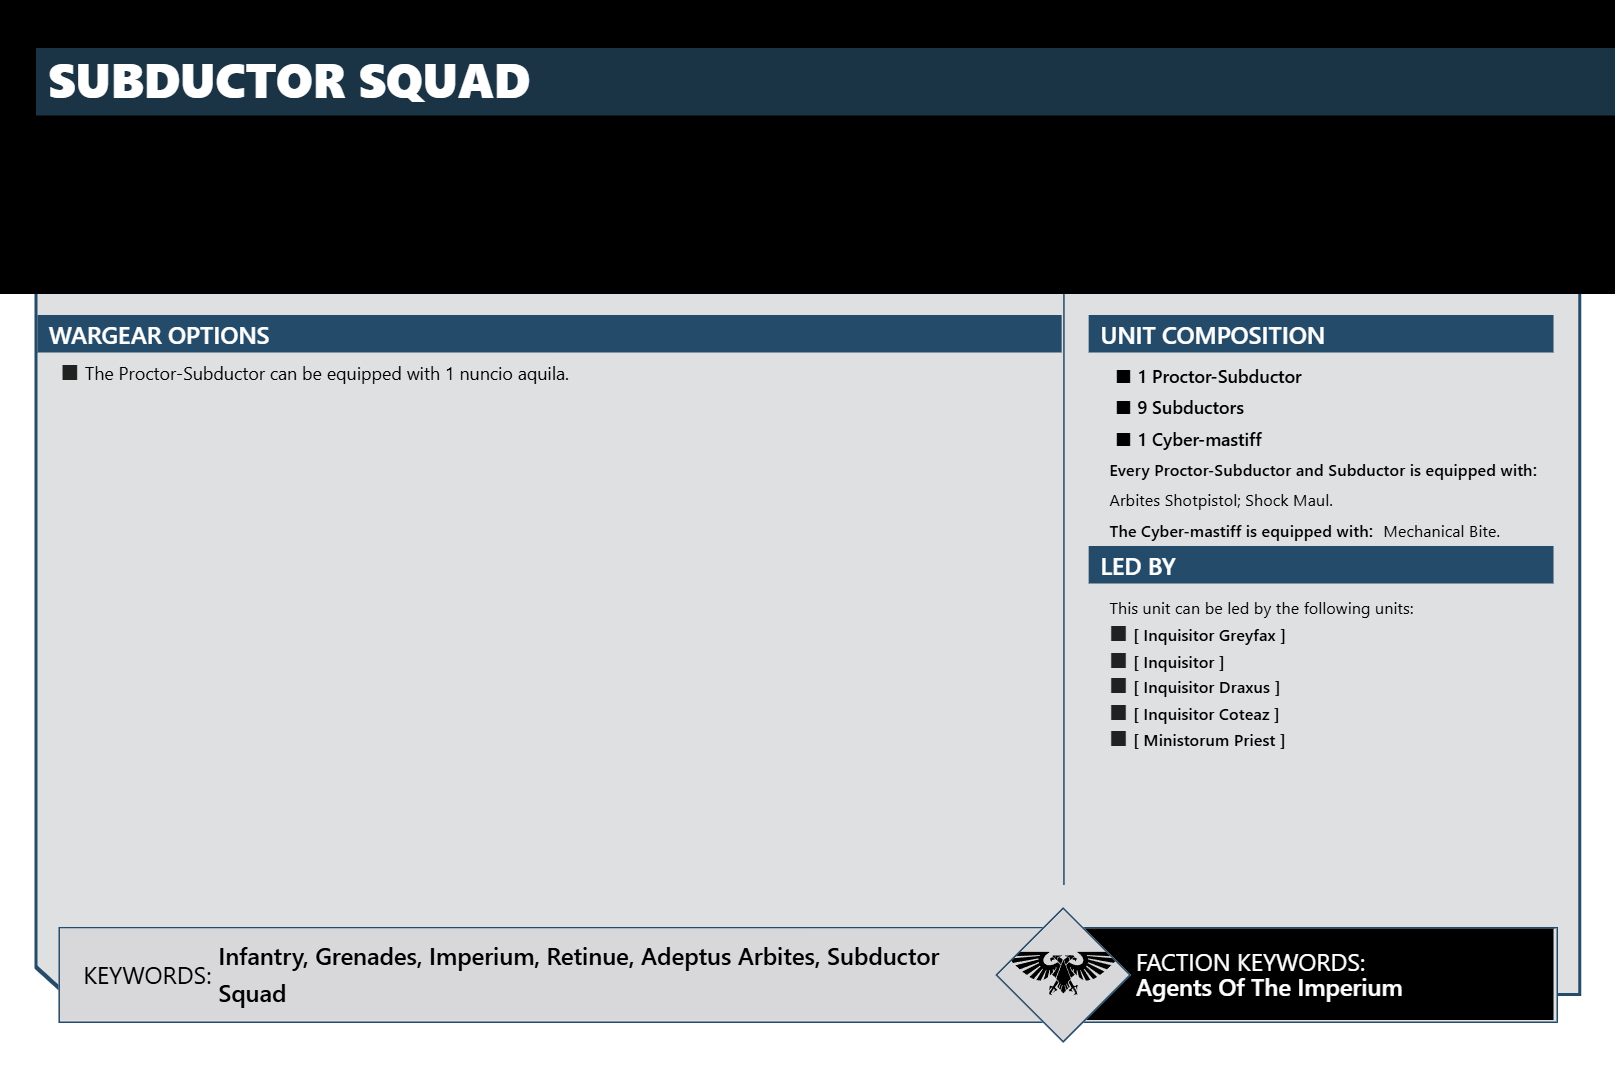 SUBDUCTOR SQUAD
WARGEAR OPTIONS
The Proctor-Subductor can be equipped with 1 nuncio aquila.
UNIT COMPOSITION
1 Proctor-Subductor
9 Subductors
1 Cyber-mastiff
Every Proctor-Subductor and Subductor is equipped with:
Arbites Shotpistol; Shock Maul.
The Cyber-mastiff is equipped with: Mechanical Bite.
LED BY
This unit can be led by the following units:
[ Inquisitor Greyfax ]
[ Inquisitor ]
[ Inquisitor Draxus ]
[ Inquisitor Coteaz ]
[ Ministorum Priest ]
KEYWORDS: Infantry, Grenades, Imperium, Retinue, Adeptus Arbites, Subductor
Squad
FACTION KEYWORDS:
Agents Of The Imperium